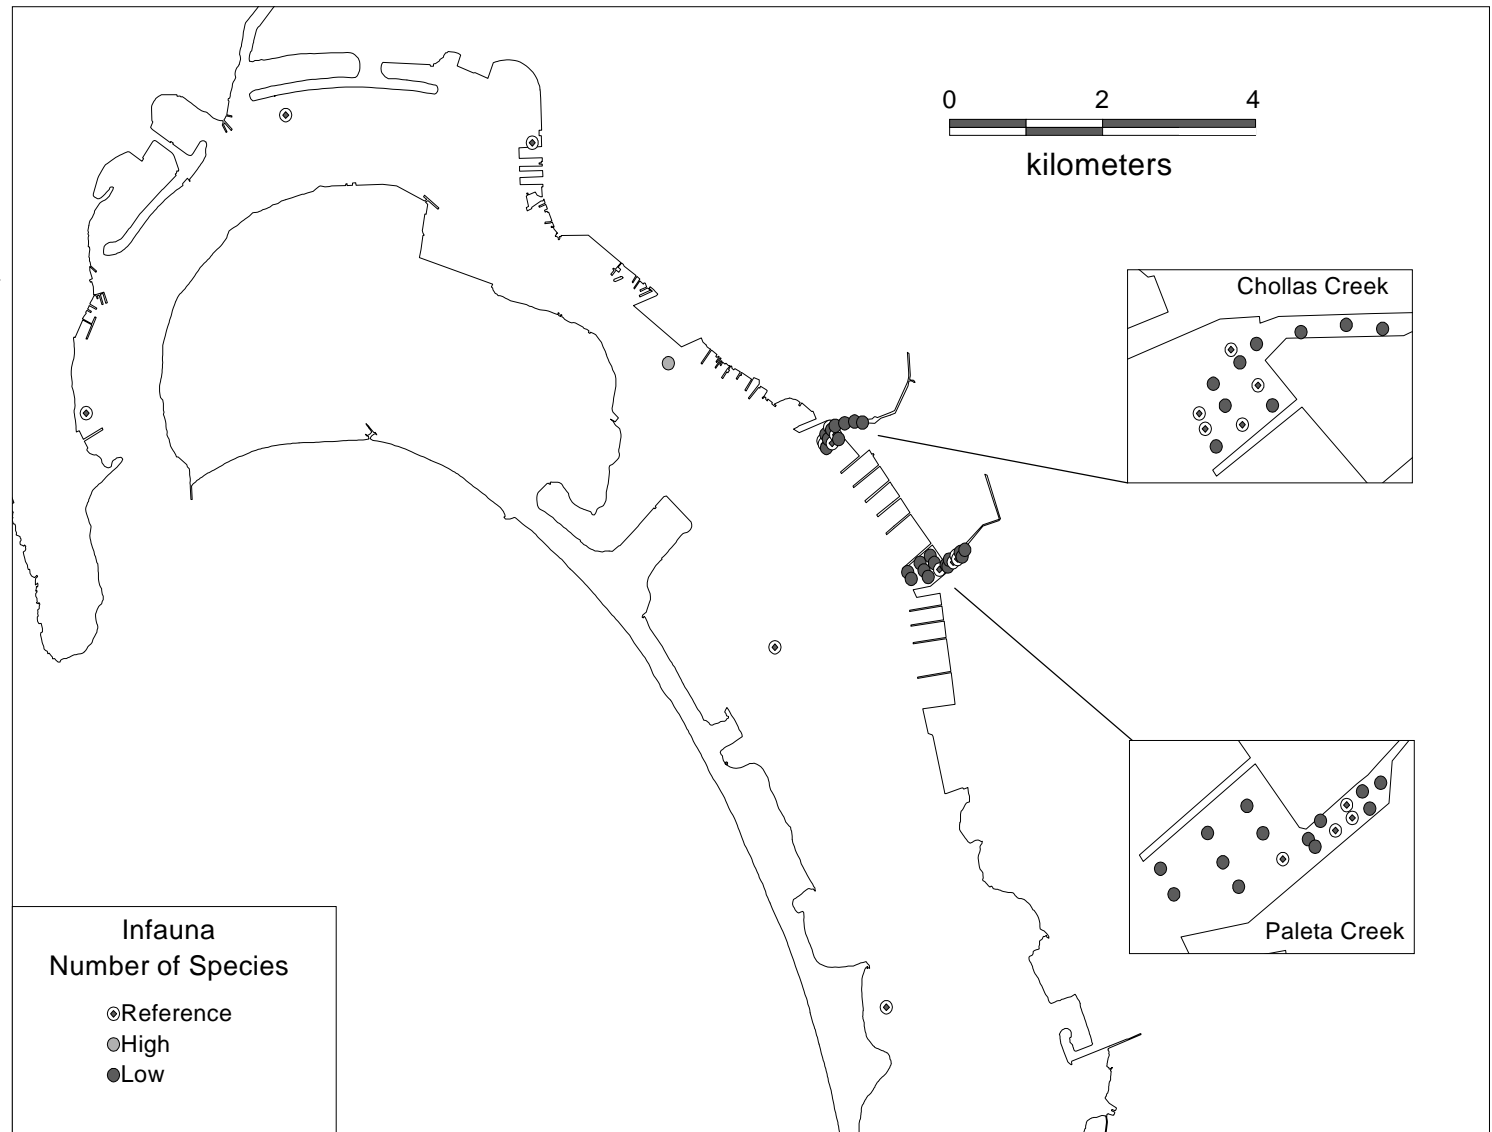 0 2 4
kilometers
Chollas Creek
Paleta Creek
Infauna
Number of Species
Reference
High
Low